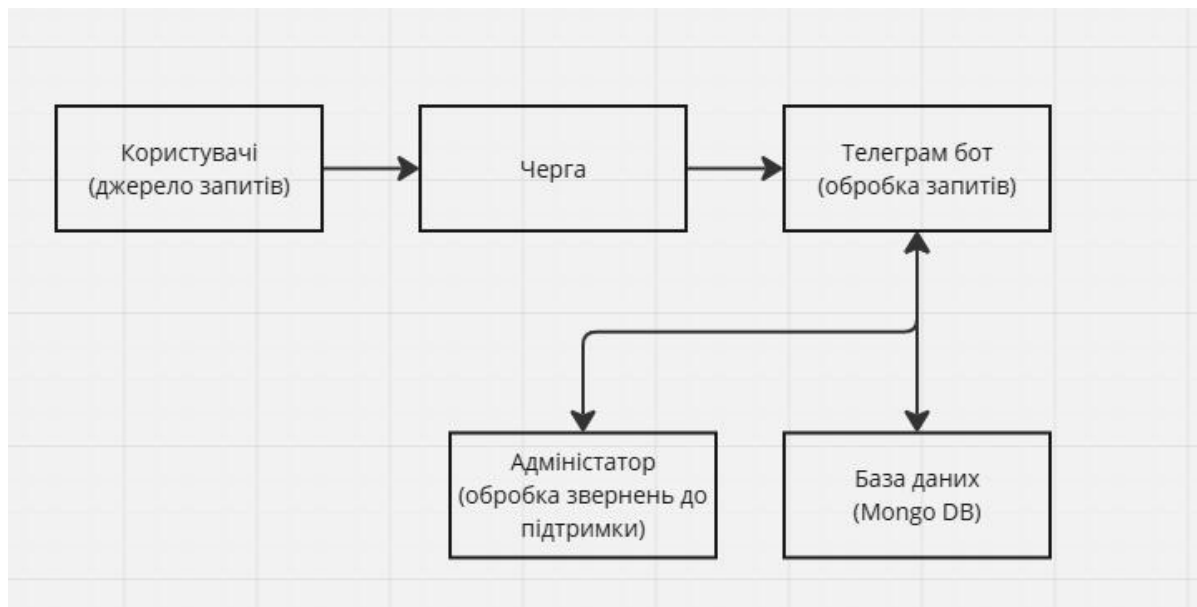 Користувачі
(джерело запитів)
Черга
Телеграм бот
(обробка запитів)
Адміністатор
(обробка звернень до
підтримки)
База даних
(Mongo DB)